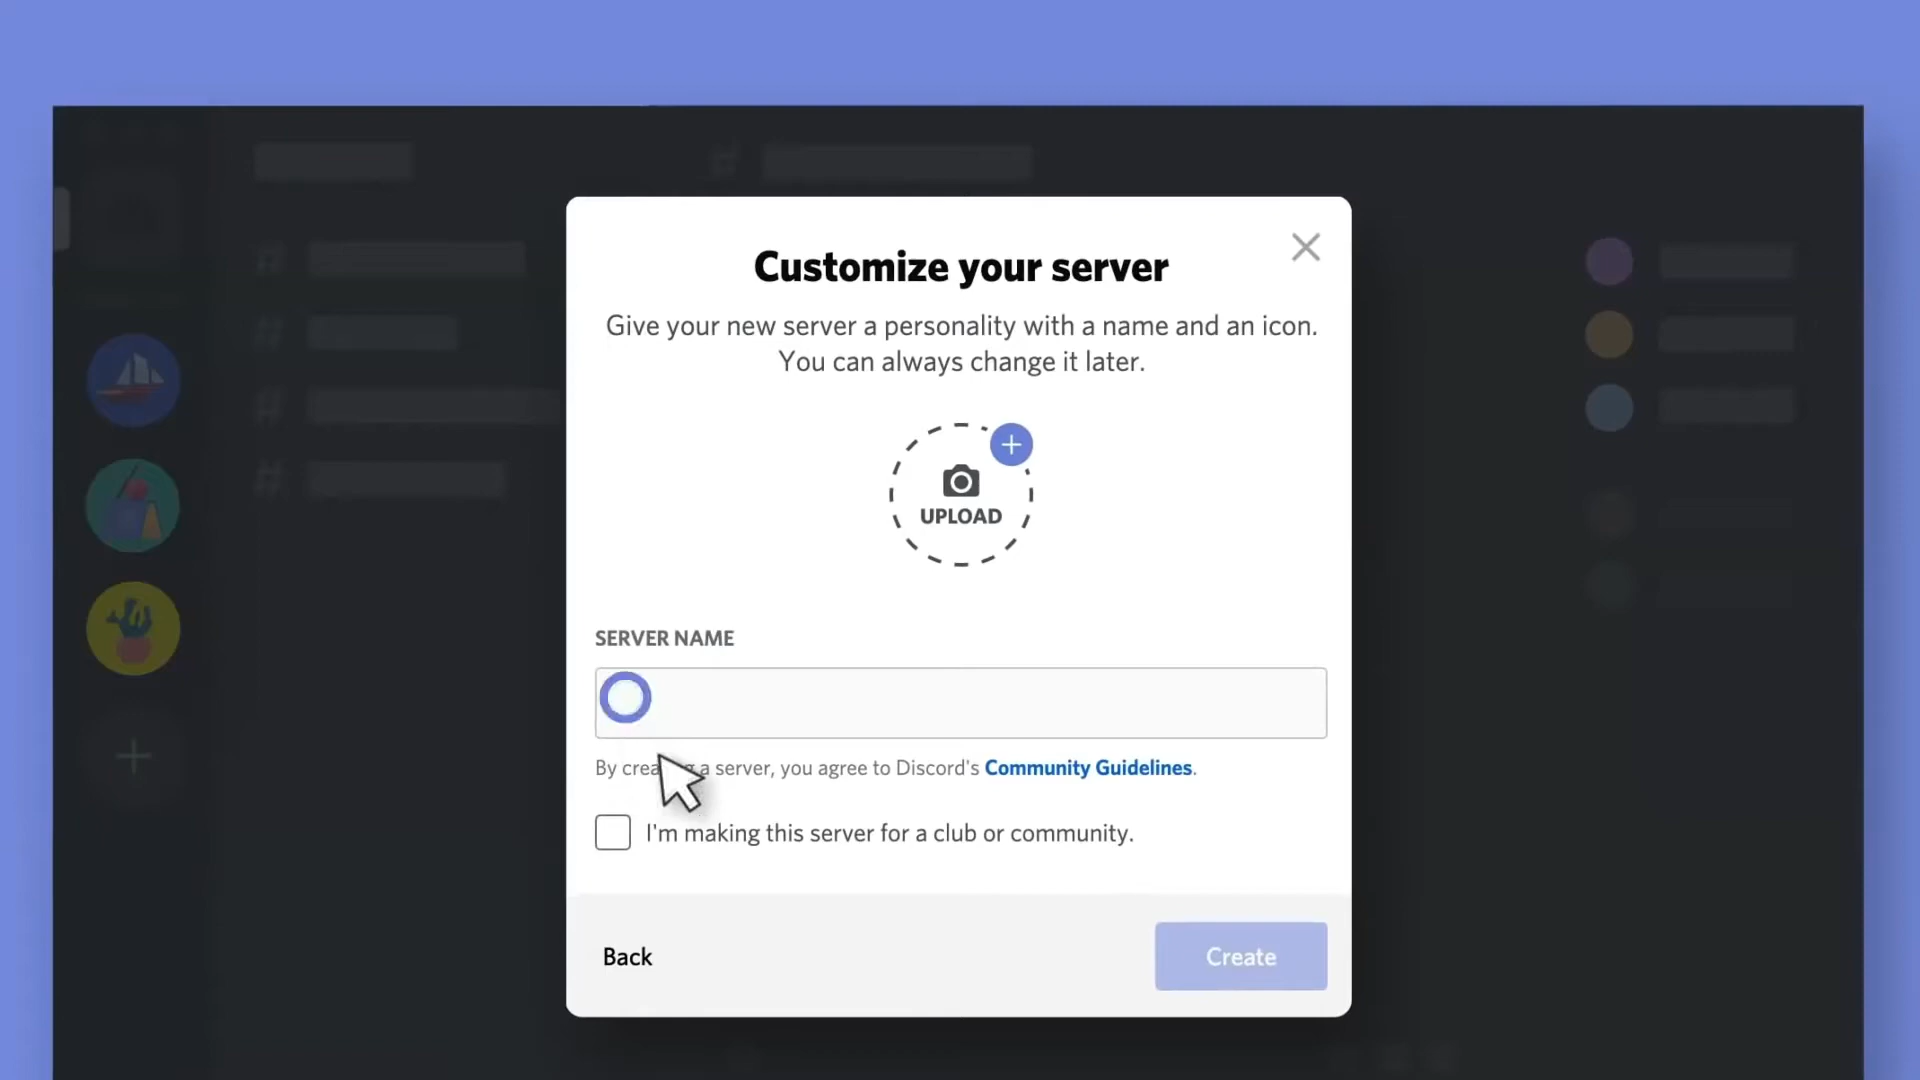 Customize your server
Give your new server a personality with a name and an icon.
You can always change it later.
UPLOAD
SERVER NAME
By a server, you agree to Discord's Community Guidelines.
I'm making this server for a club or community.
Back
Create